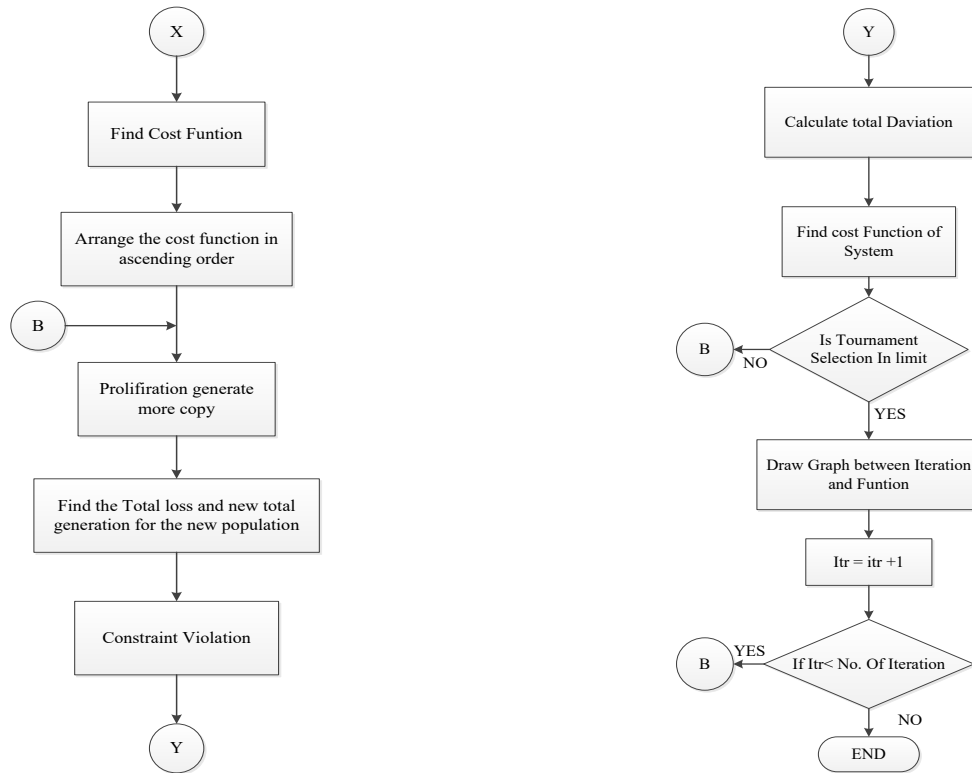 X
Find Cost Funtion
Arrange the cost function in
ascending order
B
Prolifiration generate
more copy
Find the Total loss and new total
generation for the new population
Constraint Violation
Y
Y
Calculate total Daviation
Find cost Function of
System
Is Tournament
Selection In limit
B
NO
YES
Draw Graph between Iteration
and Funtion
Itr = itr +1
If Itr< No. Of Iteration
YES
B
NO
END